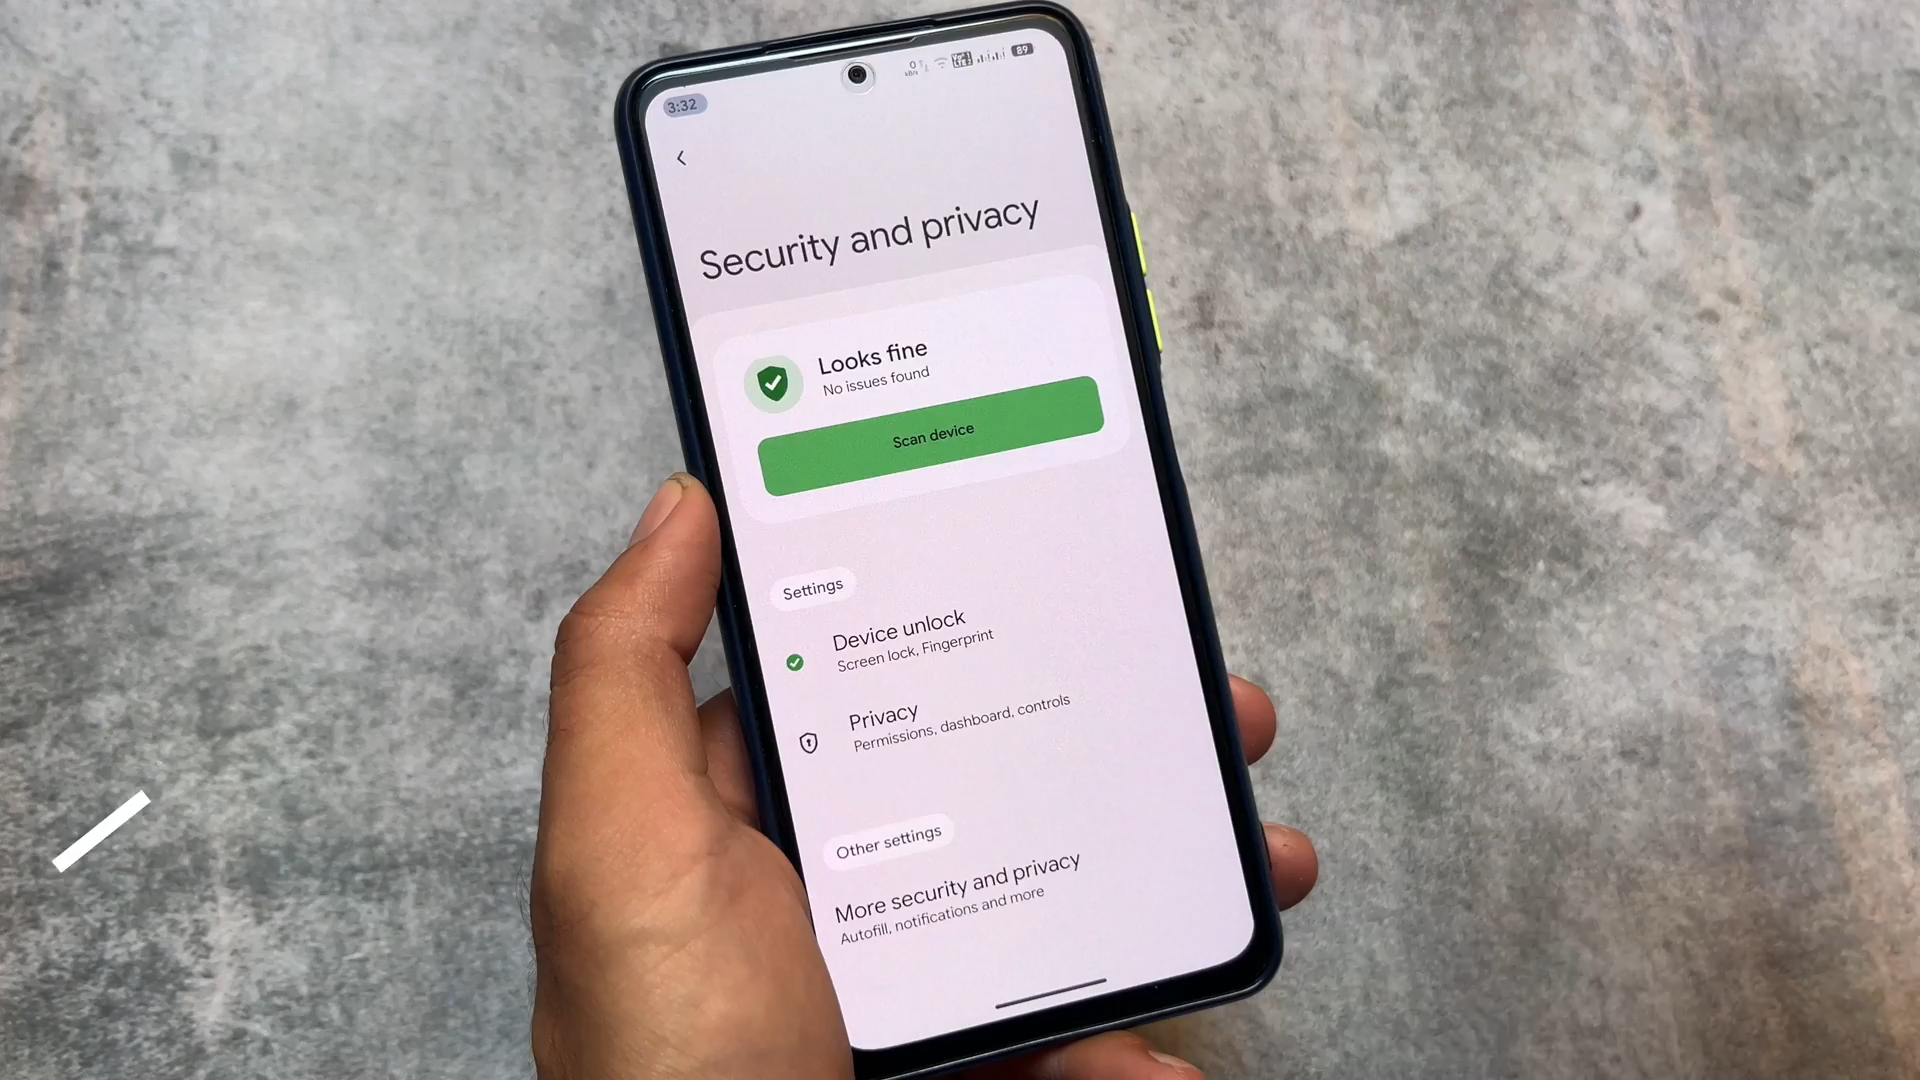 3:32
0
89
Security and privacy
Looks fine
No issues found
Scan device
Settings
Device unlock
Screen lock, Fingerprint
Privacy
Permissions, dashboard, controls
Other settings
More security and privacy
Autofill, notifications and more